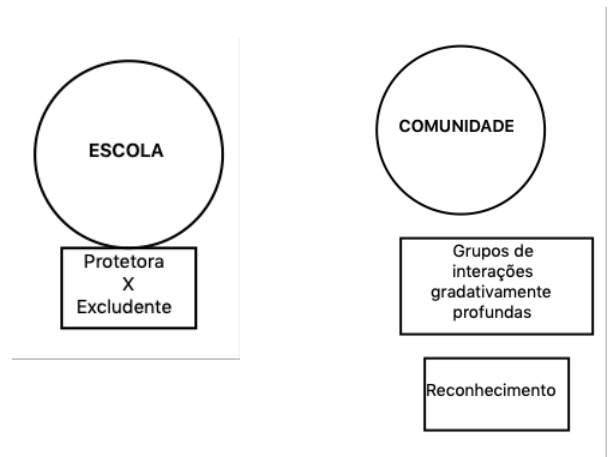 ESCOLA
Protetora
X
Excludente
COMUNIDADE
Grupos de
interações
gradativamente
profundas
Reconhecimento